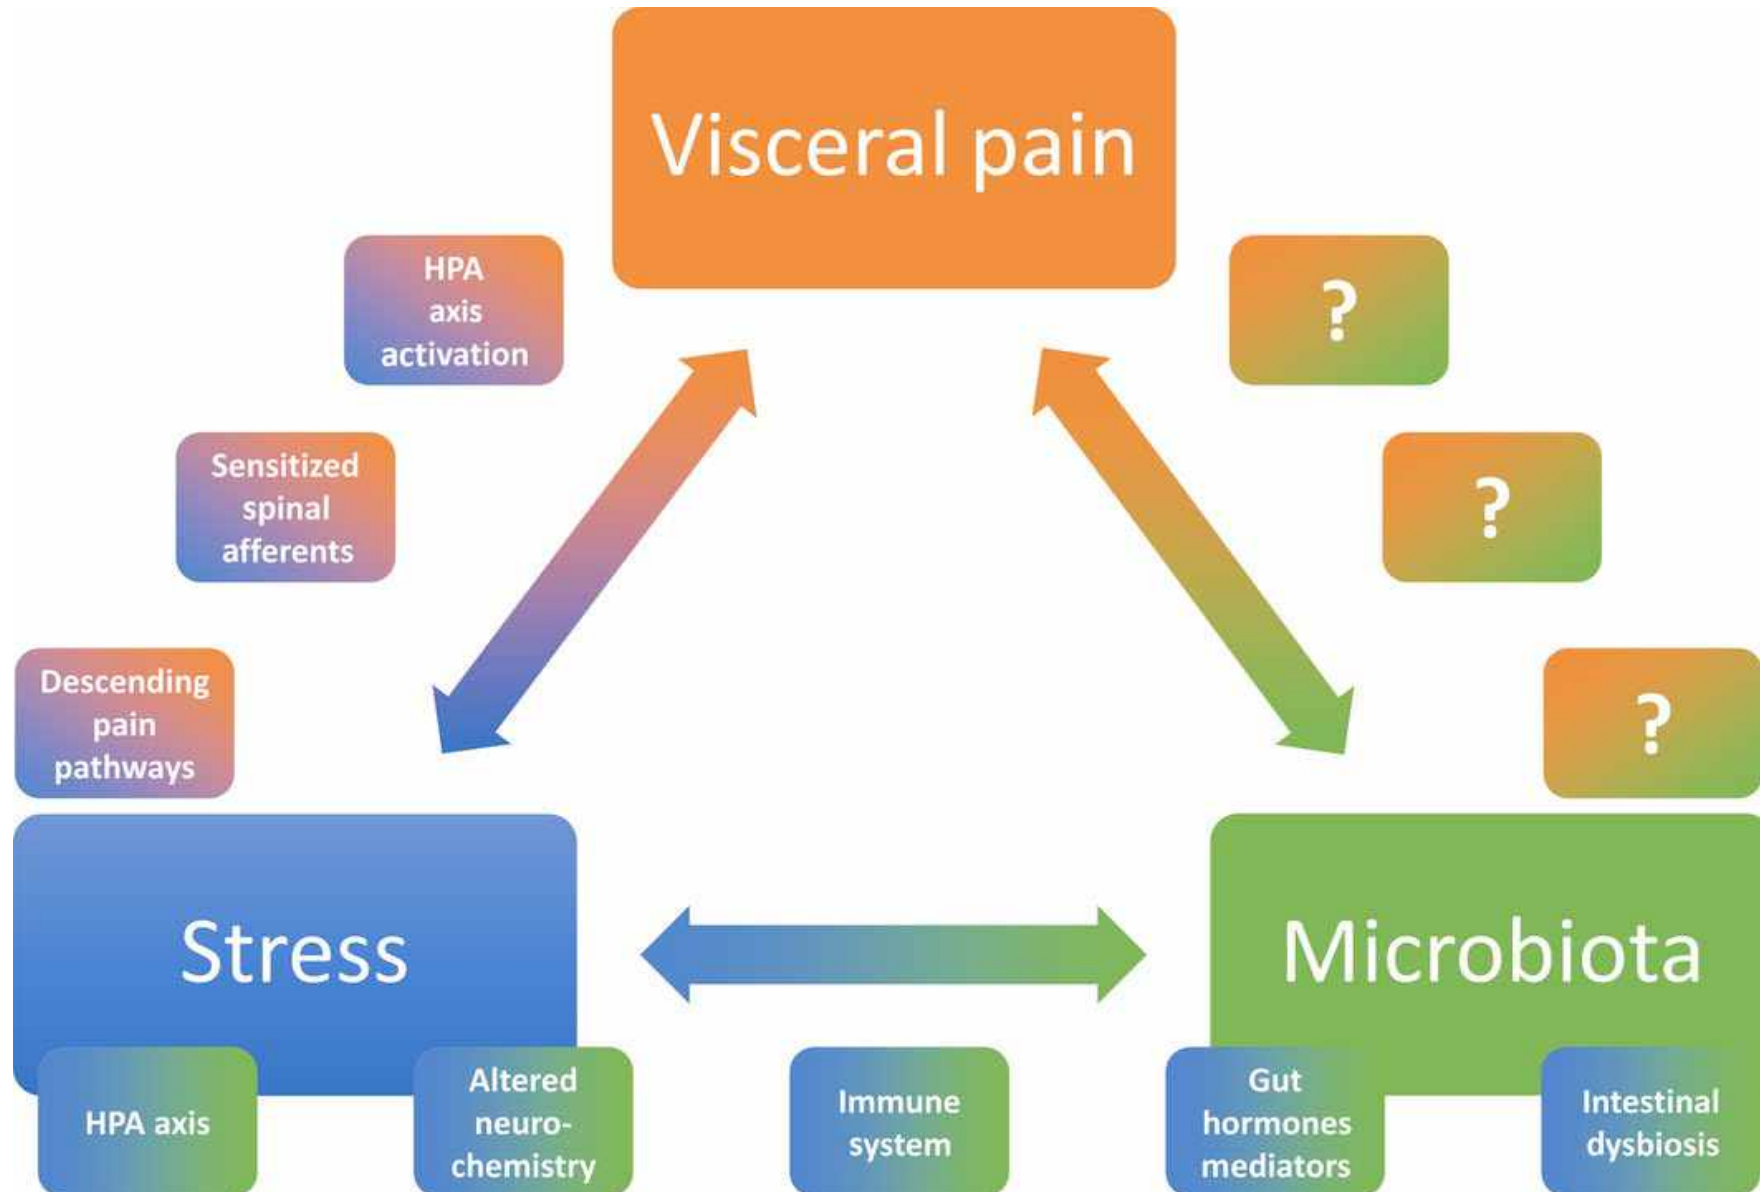 Visceral pain
HPA
axis
activation
?
Sensitized
spinal
afferents
?
Descending
pain
pathways
?
Stress
Microbiota
HPA axis
Altered
neuro-
chemistry
Immune
system
Gut
hormones
mediators
Intestinal
dysbiosis